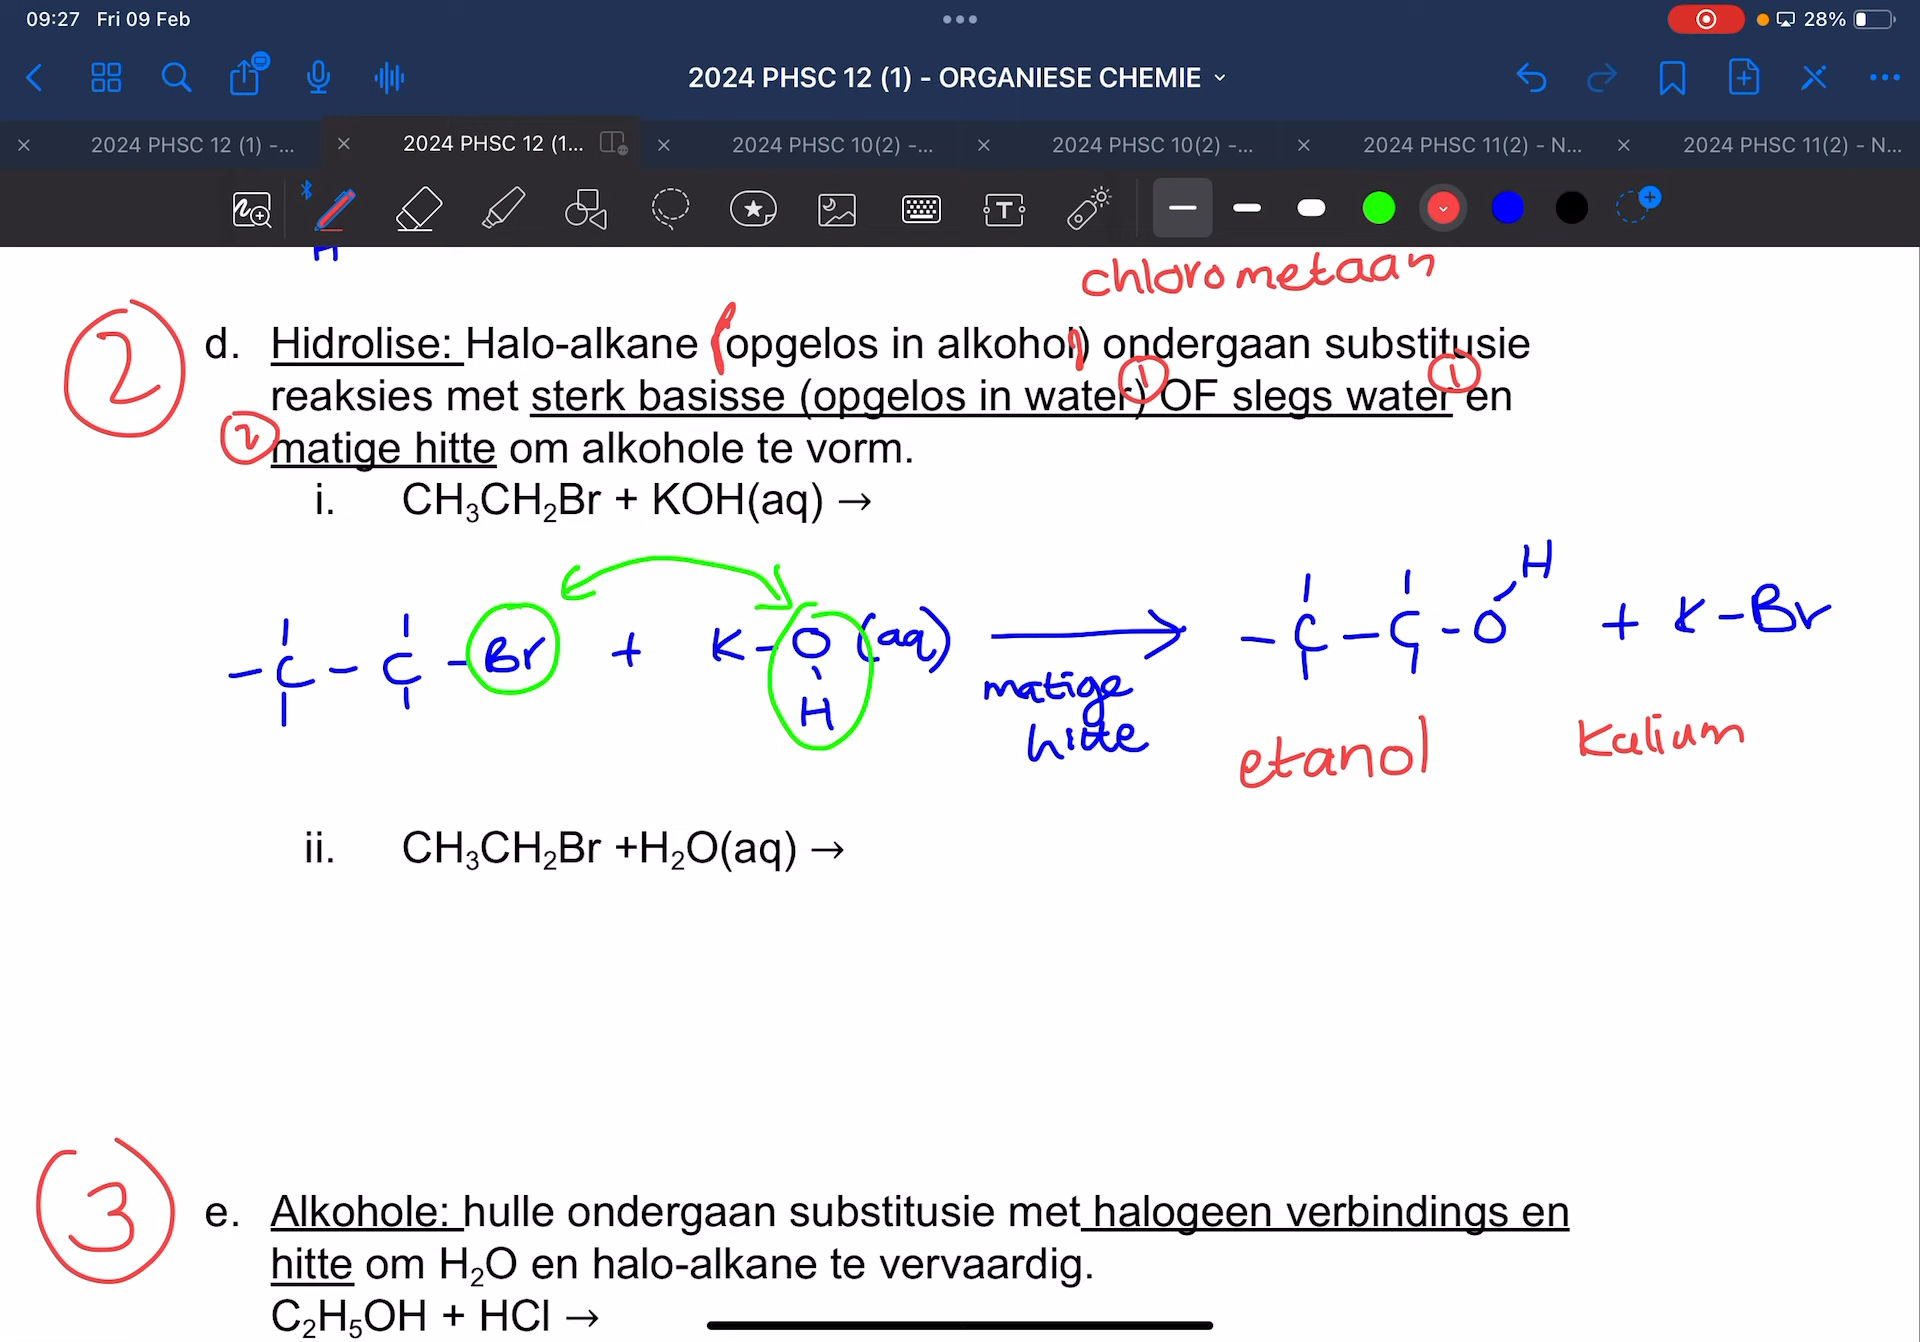 09:27 Fri 09 Feb
28%
2024 PHSC 12 (1) - ORGANIESE CHEMIE
2024 PHSC 12 (1) -...
2024 PHSC 12 (1...
2024 PHSC 10(2) -...
2024 PHSC 10(2) -...
2024 PHSC 11(2) - N...
2024 PHSC 11(2) - N...
H
chlorometaan
2
d. Hidrolise: Halo-alkane (opgelos in alkohol) ondergaan substitusie
reaksies met sterk basisse (opgelos in water) ① OF slegs water ① en
② matige hitte om alkohole te vorm.
i. CH₃CH₂Br + KOH(aq) →
H
-C-C-Br + K-O(aq) → -C-C-O + K-Br
H
matige
hitte
etanol
Kalium
ii. CH₃CH₂Br +H₂O(aq) →
3
e. Alkohole: hulle ondergaan substitusie met halogeen verbindings en
hitte om H₂O en halo-alkane te vervaardig.
C₂H₅OH + HCl →